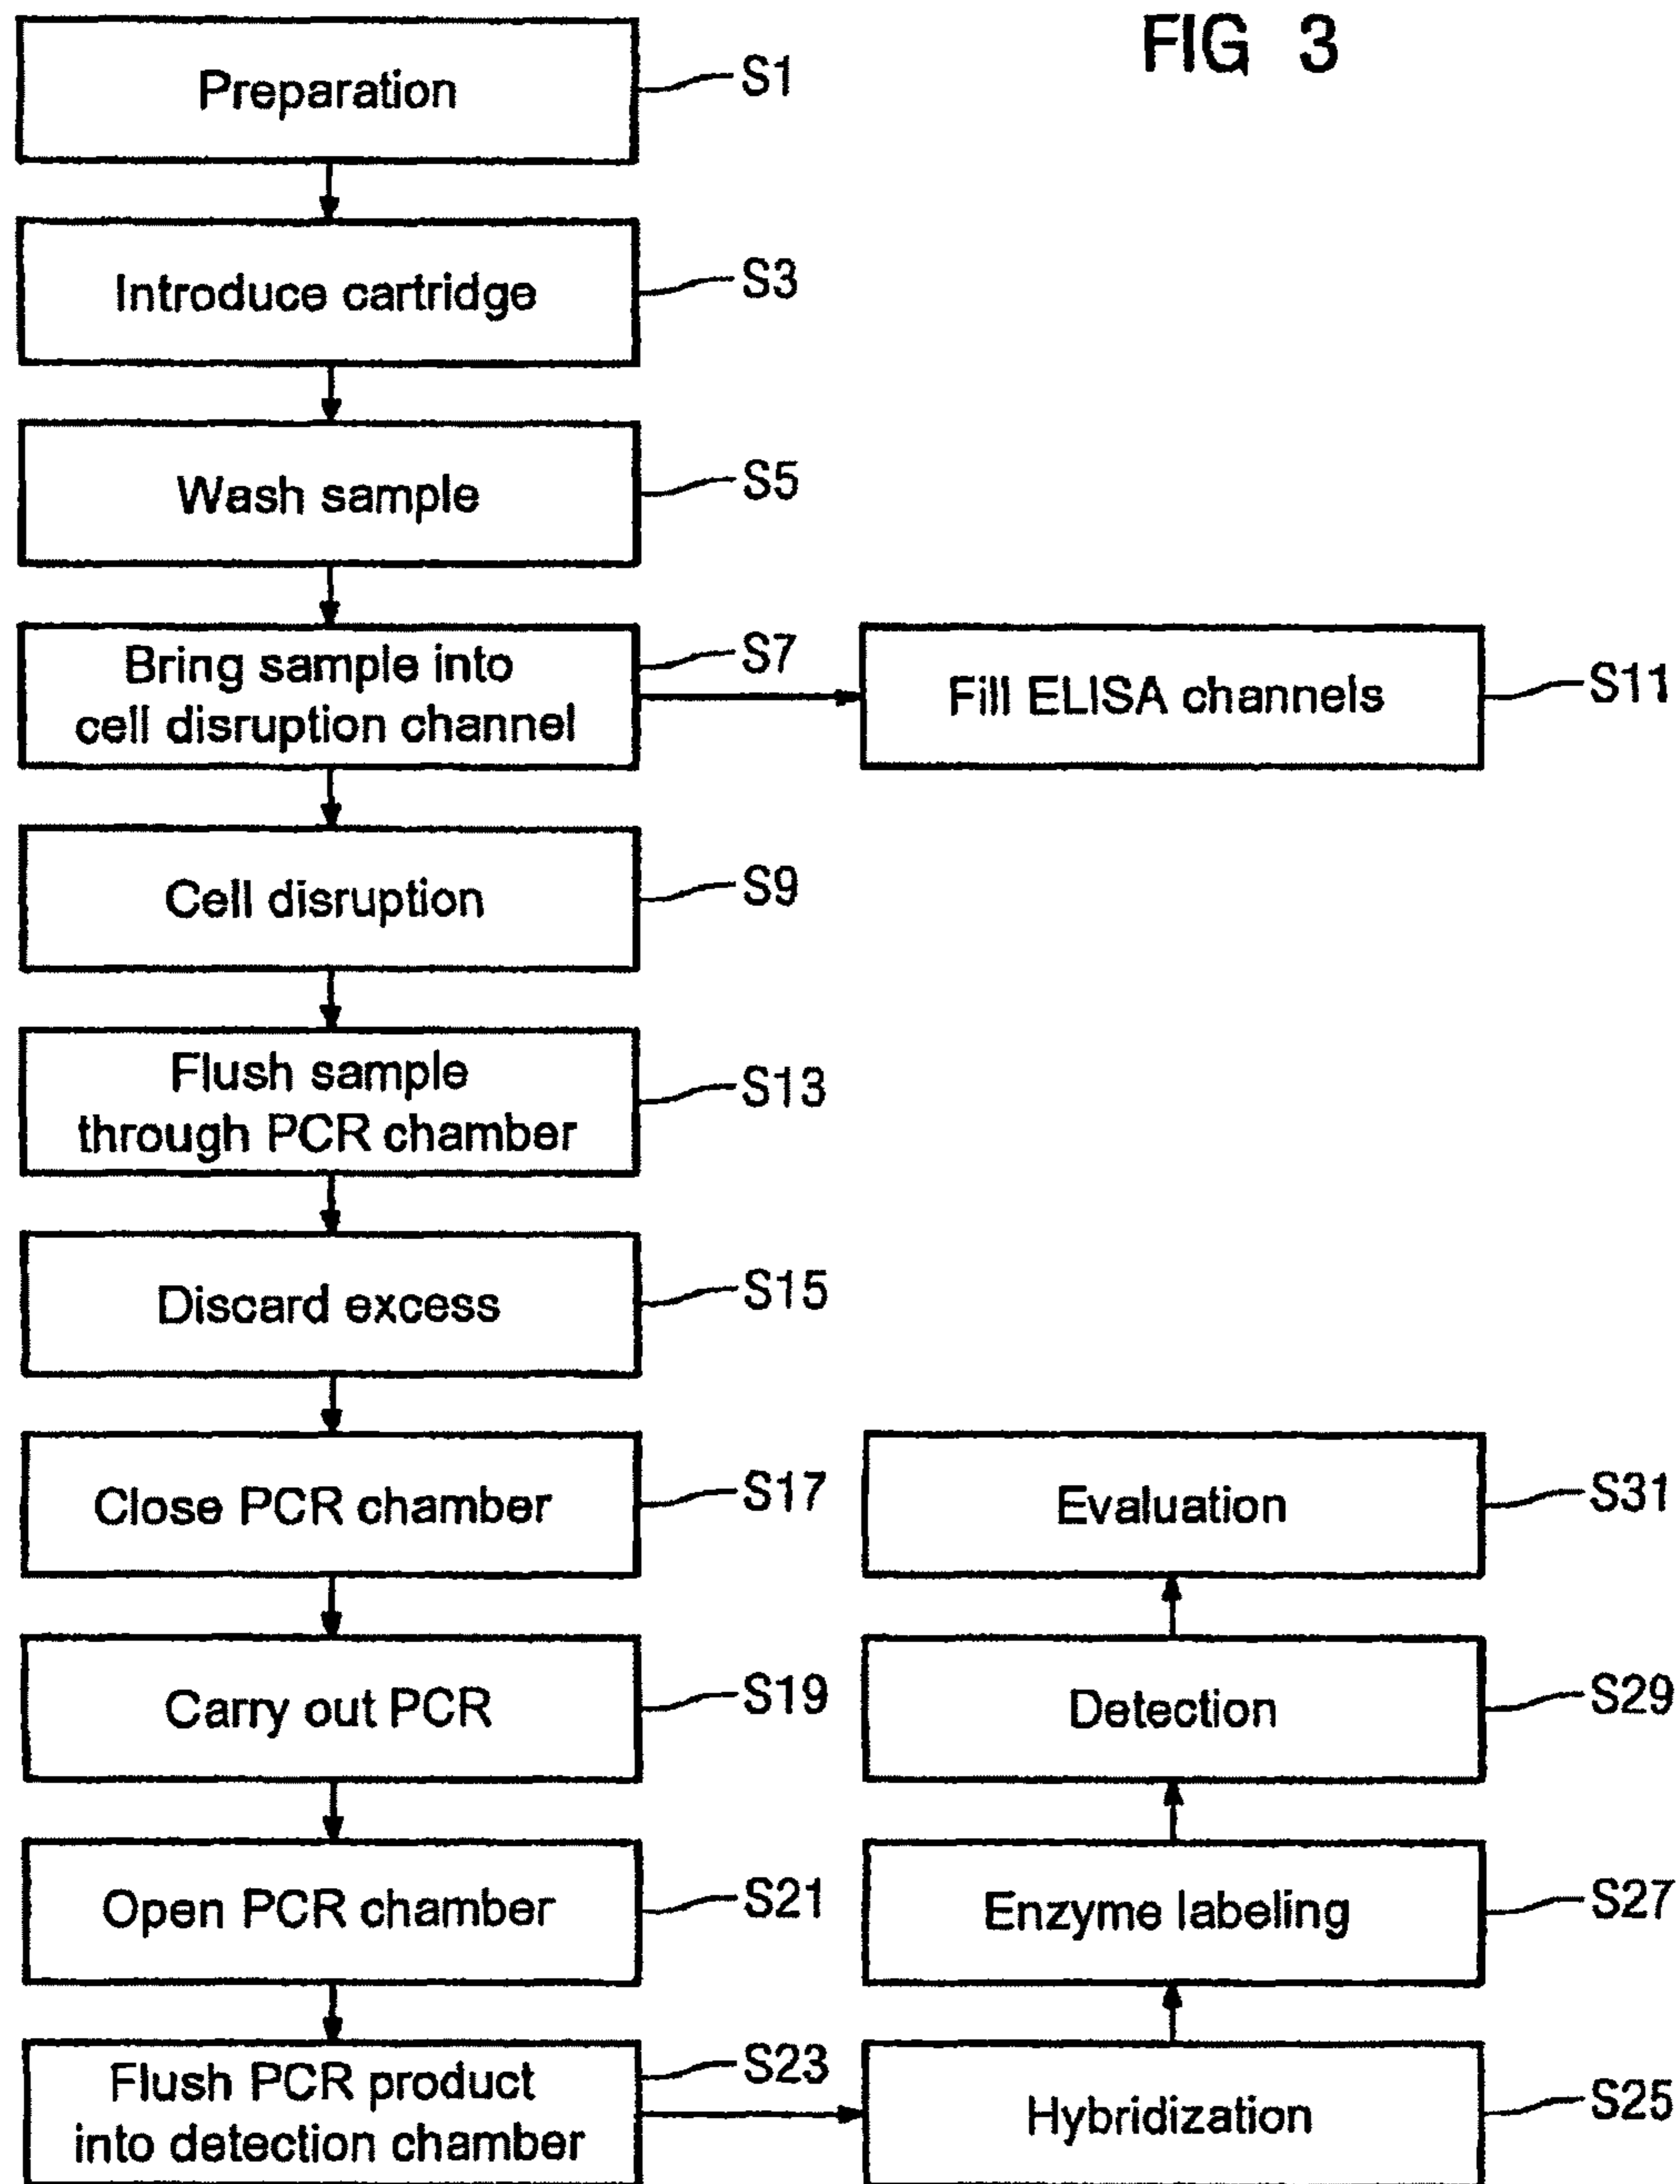 FIG 3
Preparation
S1
Introduce cartridge
S3
Wash sample
S5
Bring sample into
cell disruption channel
S7
Fill ELISA channels
S11
Cell disruption
S9
Flush sample
through PCR chamber
S13
Discard excess
S15
Close PCR chamber
S17
Carry out PCR
S19
Open PCR chamber
S21
Flush PCR product
into detection chamber
S23
Hybridization
S25
Enzyme labeling
S27
Detection
S29
Evaluation
S31